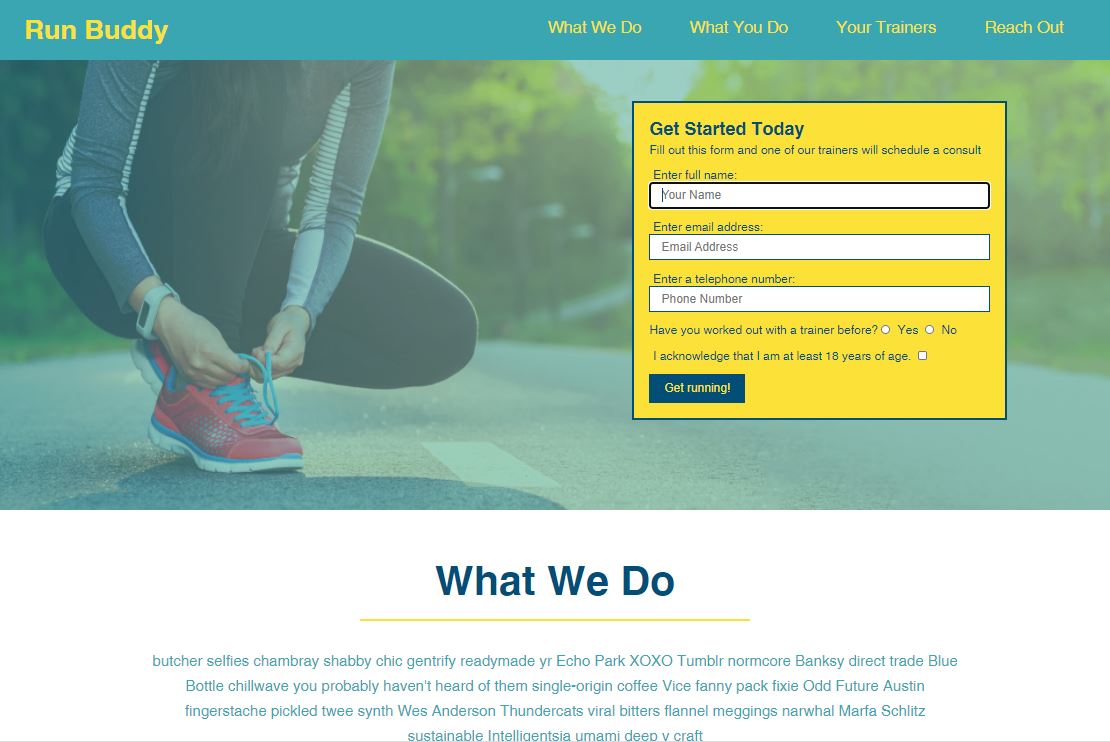 Run Buddy
What We Do
What You Do
Your Trainers
Reach Out
Get Started Today
Fill out this form and one of our trainers will schedule a consult
Enter full name:
Your Name
Enter email address:
Email Address
Enter a telephone number:
Phone Number
Have you worked out with a trainer before? Yes No
I acknowledge that I am at least 18 years of age.
Get running!
What We Do
butcher selfies chambray shabby chic gentrify readymade yr Echo Park XOXO Tumblr normcore Banksy direct trade Blue
Bottle chillwave you probably haven't heard of them single-origin coffee Vice fanny pack fixie Odd Future Austin
fingerstache pickled twee synth Wes Anderson Thundercats viral bitters flannel meggings narwhal Marfa Schlitz
sustainable Intelligentsia umami deep v craft